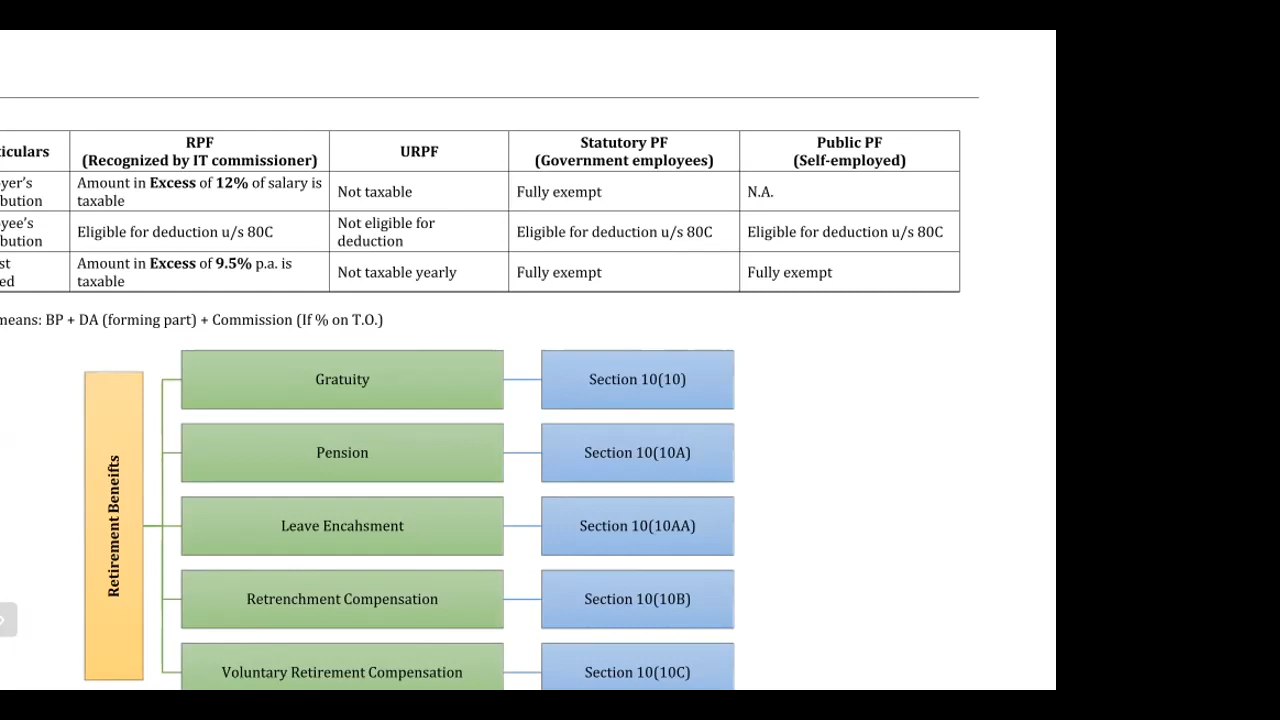 ticulars
RPF
(Recognized by IT commissioner)
URPF
Statutory PF
(Government employees)
Public PF
(Self-employed)
oyer's
bution
Amount in Excess of 12% of salary is
taxable
Not taxable
Fully exempt
N.A.
oyee's
bution
Eligible for deduction u/s 80C
Not eligible for
deduction
Eligible for deduction u/s 80C
Eligible for deduction u/s 80C
st
ed
Amount in Excess of 9.5% p.a. is
taxable
Not taxable yearly
Fully exempt
Fully exempt
means: BP + DA (forming part) + Commission (If % on T.O.)
Retirement Beneifts
Gratuity
Section 10(10)
Pension
Section 10(10A)
Leave Encahsment
Section 10(10AA)
Retrenchment Compensation
Section 10(10B)
Voluntary Retirement Compensation
Section 10(10C)